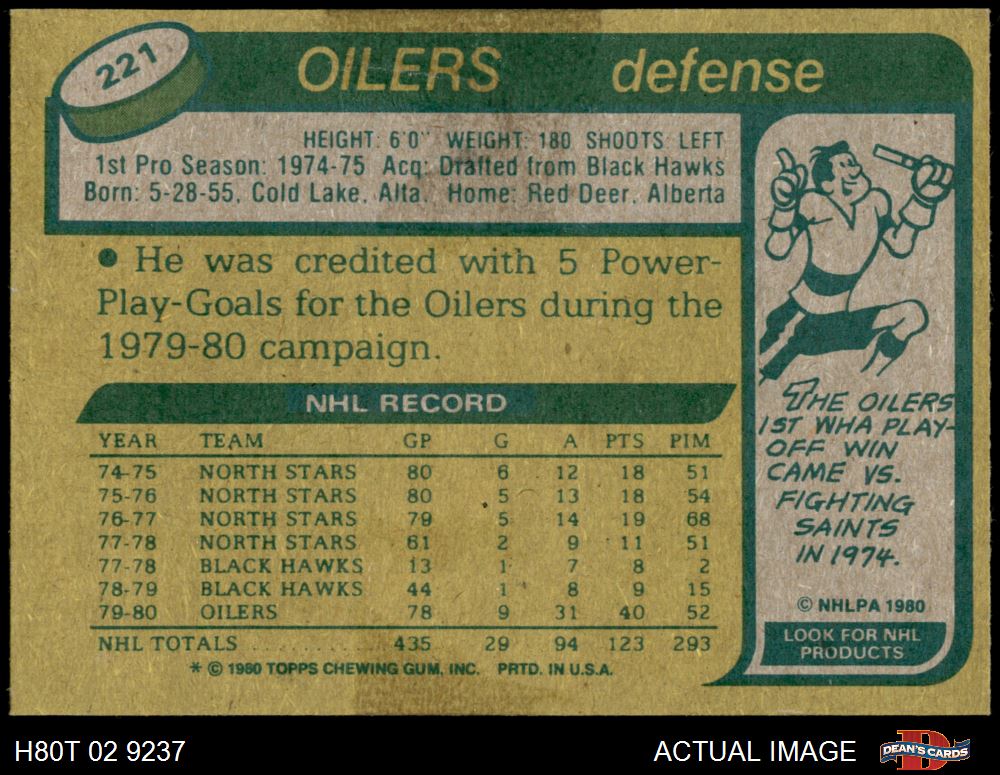 221
OILERS defense
HEIGHT: 6'0" WEIGHT: 180 SHOOTS: LEFT
1st Pro Season: 1974-75 Acq: Drafted from Black Hawks
Born: 5-28-55, Cold Lake, Alta. Home: Red Deer, Alberta
• He was credited with 5 Power-
Play-Goals for the Oilers during the
1979-80 campaign.
NHL RECORD
YEAR TEAM GP G A PTS PIM
74-75 NORTH STARS 80 6 12 18 51
75-76 NORTH STARS 80 5 13 18 54
76-77 NORTH STARS 79 5 14 19 68
77-78 NORTH STARS 61 2 9 11 51
77-78 BLACK HAWKS 13 1 7 8 2
78-79 BLACK HAWKS 44 1 8 9 15
79-80 OILERS 78 9 31 40 52
NHL TOTALS .......... 435 29 94 123 293
* © 1980 TOPPS CHEWING GUM, INC. PRTD. IN U.S.A.
THE OILERS
1ST WHA PLAY-
OFF WIN
CAME VS.
FIGHTING
SAINTS
IN 1974.
© NHLPA 1980
LOOK FOR NHL
PRODUCTS
H80T 02 9237 ACTUAL IMAGE DEAN'S CARDS